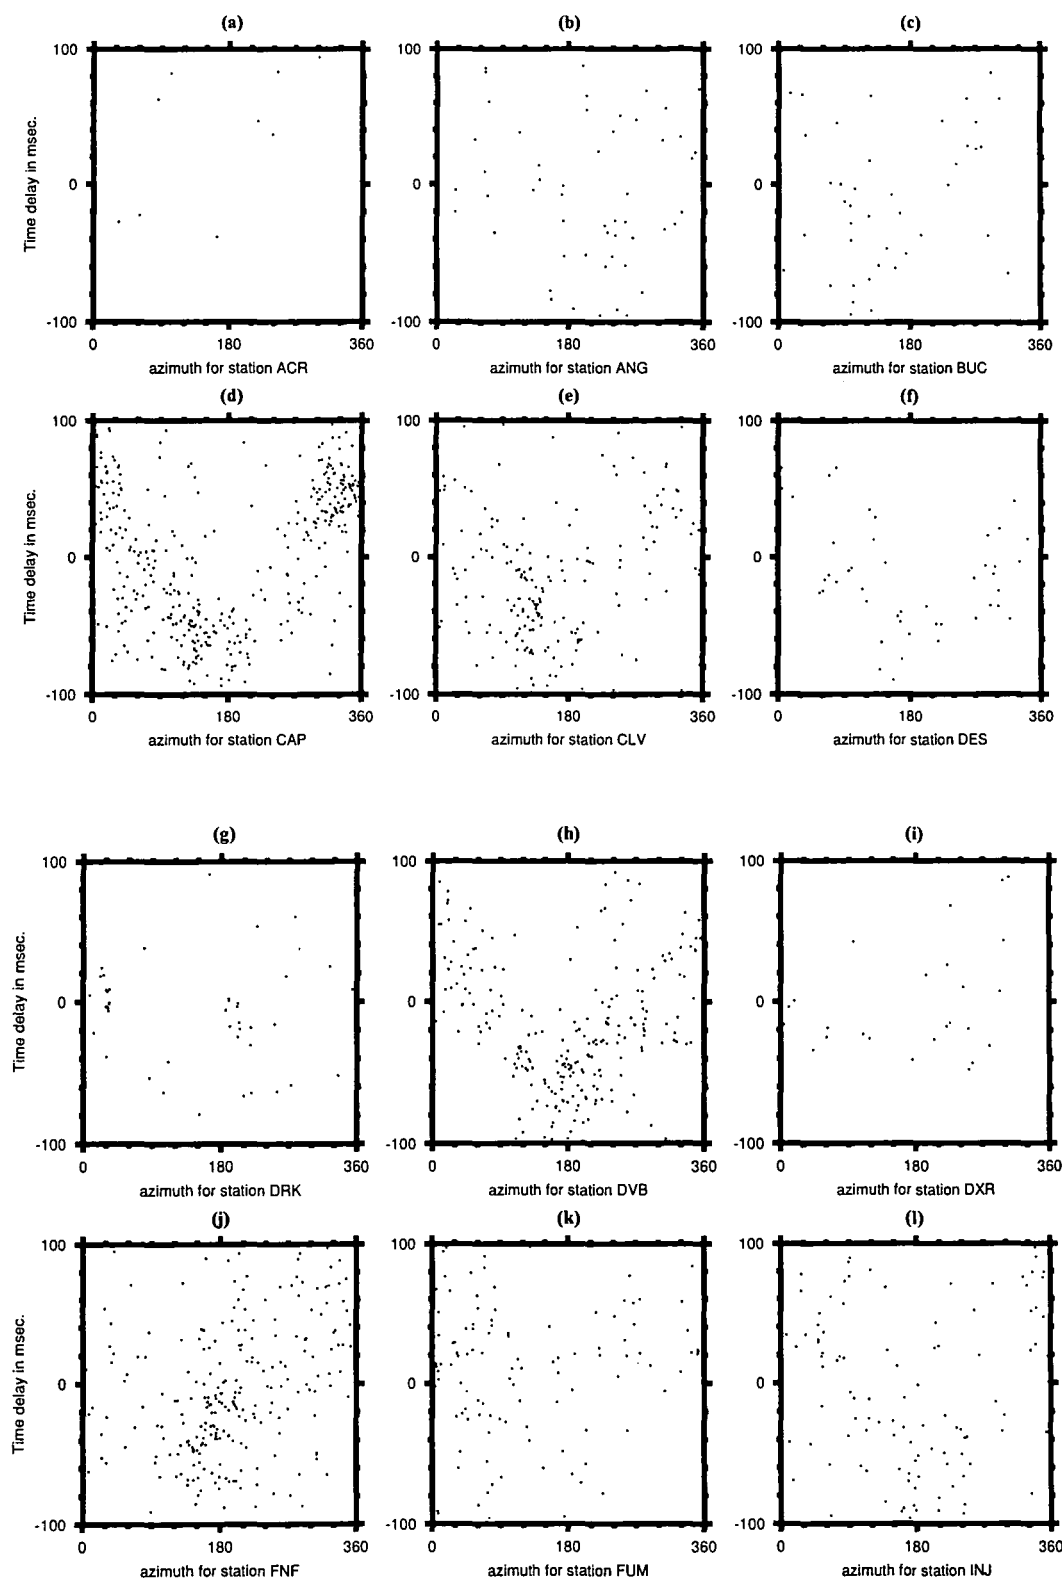 (a) (b) (c)
100 100 100
Time delay in msec.
0 0 0
-100 -100 -100
0 180 360 0 180 360 0 180 360
azimuth for station ACR azimuth for station ANG azimuth for station BUC
(d) (e) (f)
100 100 100
Time delay in msec.
0 0 0
-100 -100 -100
0 180 360 0 180 360 0 180 360
azimuth for station CAP azimuth for station CLV azimuth for station DES
(g) (h) (i)
100 100 100
Time delay in msec.
0 0 0
-100 -100 -100
0 180 360 0 180 360 0 180 360
azimuth for station DRK azimuth for station DVB azimuth for station DXR
(j) (k) (l)
100 100 100
Time delay in msec.
0 0 0
-100 -100 -100
0 180 360 0 180 360 0 180 360
azimuth for station FNF azimuth for station FUM azimuth for station INJ